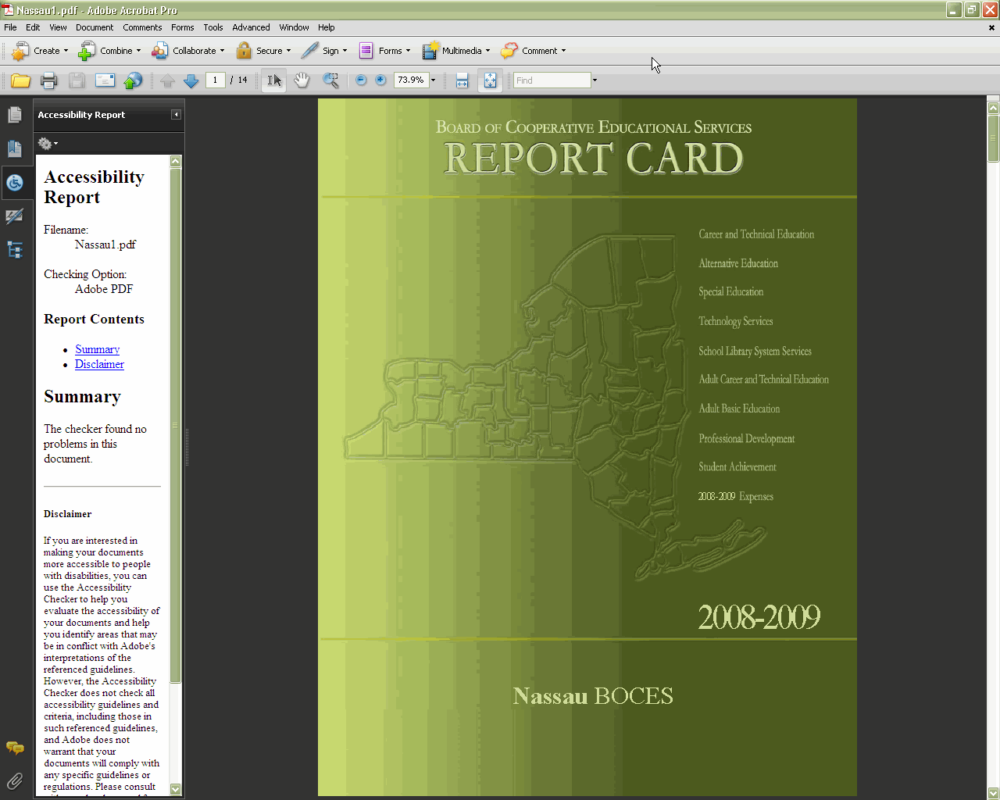 Nassau1.pdf - Adobe Acrobat Pro
File Edit View Document Comments Forms Tools Advanced Window Help
Create Combine Collaborate Secure Sign Forms Multimedia Comment
1 / 14 73.9% Find
Accessibility Report
Accessibility
Report
Filename:
Nassau1.pdf
Checking Option:
Adobe PDF
Report Contents
Summary
Disclaimer
Summary
The checker found no
problems in this
document.
Disclaimer
If you are interested in
making your documents
more accessible to people
with disabilities, you can
use the Accessibility
Checker to help you
evaluate the accessibility of
your documents and help
you identify areas that may
be in conflict with Adobe's
interpretations of the
referenced guidelines.
However, the Accessibility
Checker does not check all
accessibility guidelines and
criteria, including those in
such referenced guidelines,
and Adobe does not
warrant that your
documents will comply with
any specific guidelines or
regulations. Please consult
BOARD OF COOPERATIVE EDUCATIONAL SERVICES
REPORT CARD
Career and Technical Education
Alternative Education
Special Education
Technology Services
School Library System Services
Adult Career and Technical Education
Adult Basic Education
Professional Development
Student Achievement
2008-2009 Expenses
2008-2009
Nassau BOCES